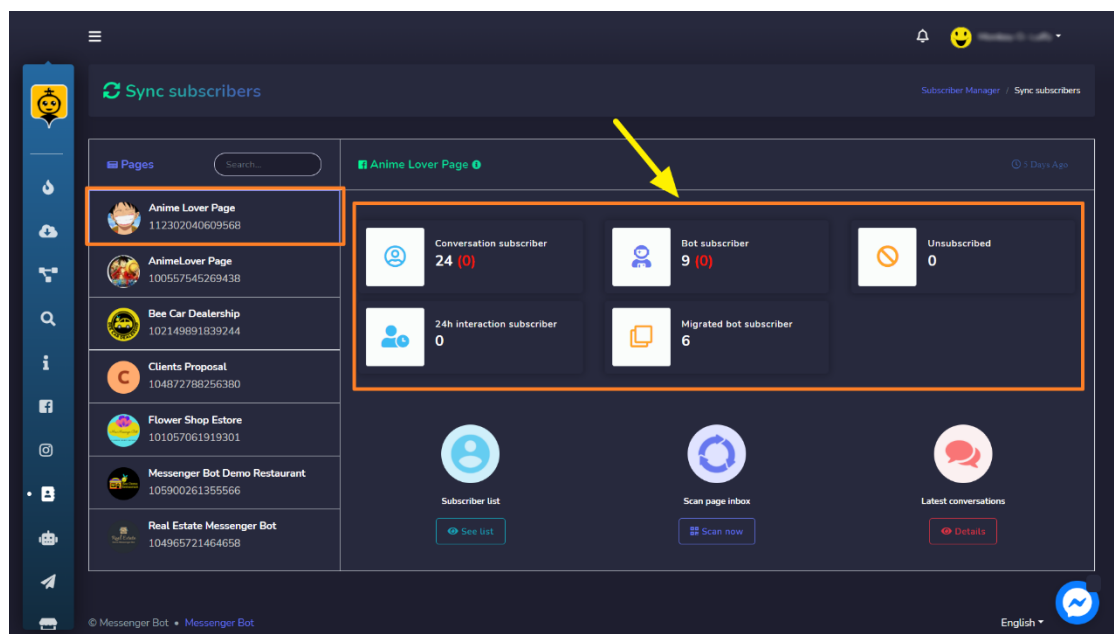 Sync subscribers
Subscriber Manager / Sync subscribers
Pages
Search...
Anime Lover Page
112302040609568
AnimeLover Page
100557545269438
Bee Car Dealership
102149891839244
C
Clients Proposal
104872788256380
Flower Shop Estore
101057061919301
Messenger Bot Demo Restaurant
105900261355566
Real Estate Messenger Bot
104965721464658
Anime Lover Page
5 Days Ago
Conversation subscriber
24 (0)
Bot subscriber
9 (0)
Unsubscribed
0
24h interaction subscriber
0
Migrated bot subscriber
6
Subscriber list
See list
Scan page inbox
Scan now
Latest conversations
Details
© Messenger Bot • Messenger Bot
English